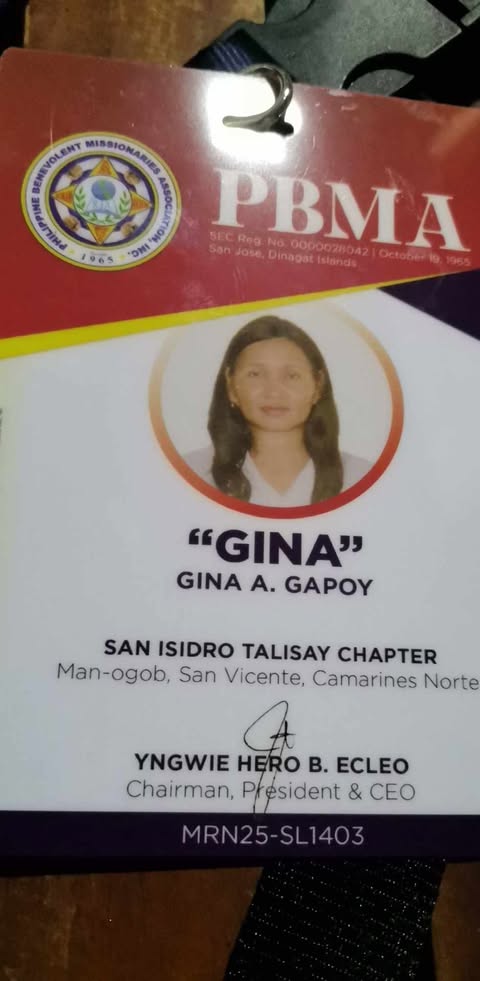 PHILIPPINE BENEVOLENT MISSIONARIES ASSOCIATION, INC.
1965
PBMA
SEC Reg. No. 0000028042 | October 19, 1965
San Jose, Dinagat Islands
“GINA”
GINA A. GAPOY
SAN ISIDRO TALISAY CHAPTER
Man-ogob, San Vicente, Camarines Norte
YNGWIE HERO B. ECLEO
Chairman, President & CEO
MRN25-SL1403